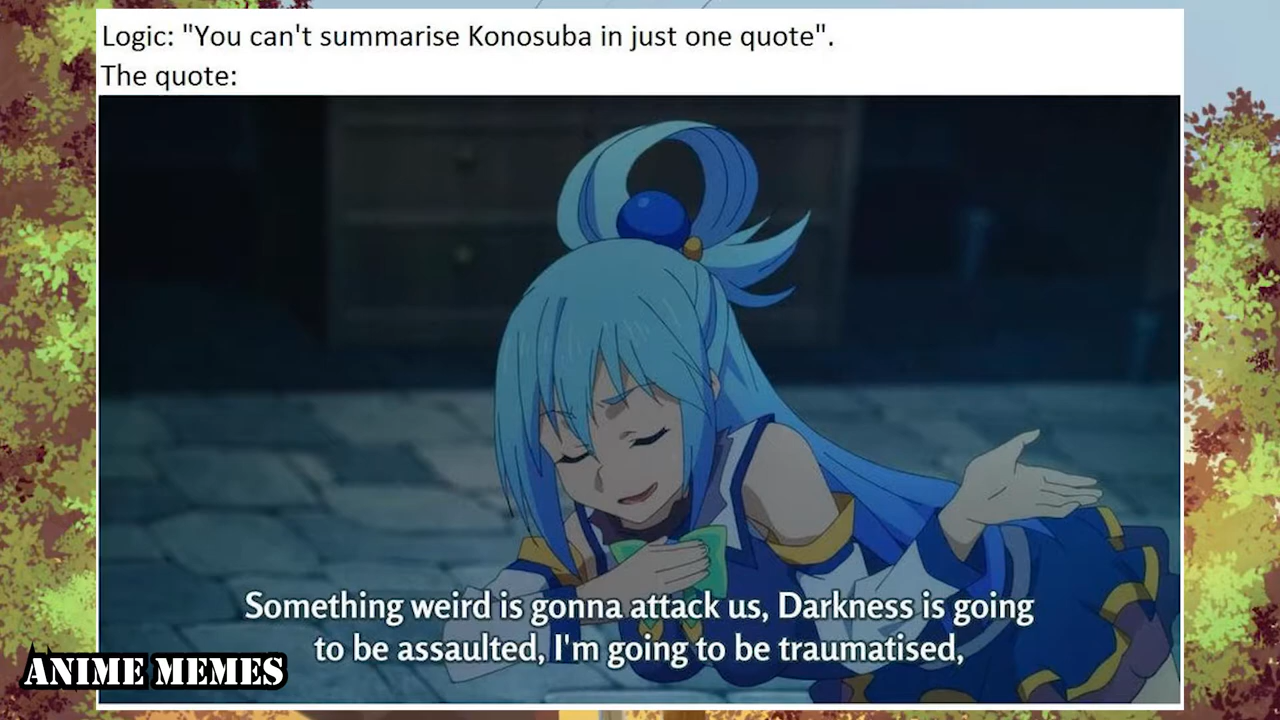 Logic: "You can't summarise Konosuba in just one quote".
The quote:
Something weird is gonna attack us, Darkness is going
to be assaulted, I'm going to be traumatised,
ANIME MEMES